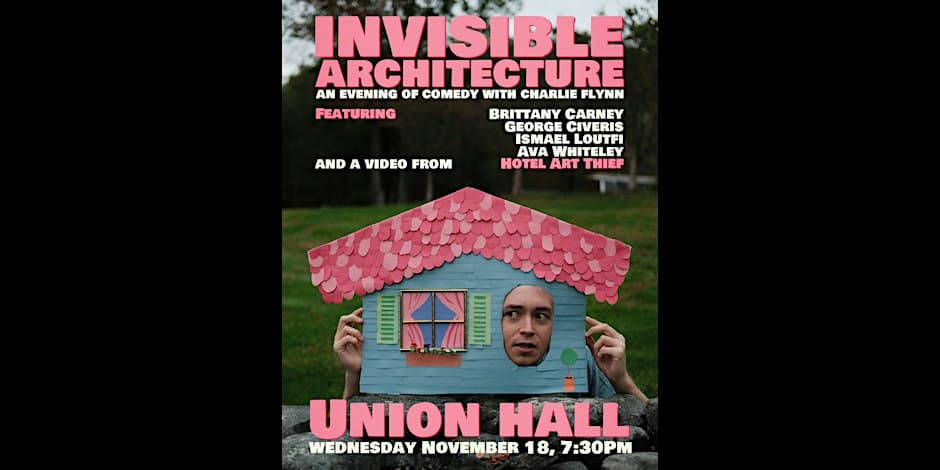 INVISIBLE
ARCHITECTURE
AN EVENING OF COMEDY WITH CHARLIE FLYNN
FEATURING
BRITTANY CARNEY
GEORGE CIVERIS
ISMAEL LOUTFI
AVA WHITELEY
AND A VIDEO FROM HOTEL ART THIEF
UNION HALL
WEDNESDAY NOVEMBER 18, 7:30PM